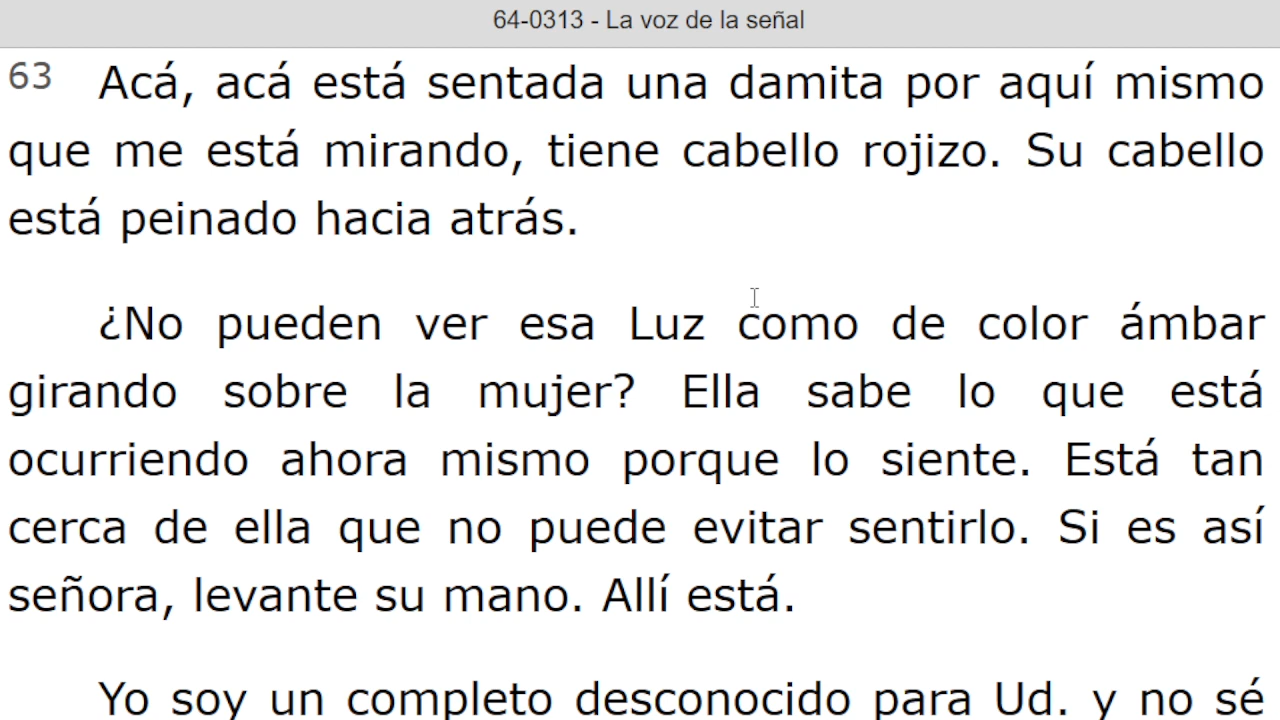 64-0313 - La voz de la señal
63 Acá, acá está sentada una damita por aquí mismo
que me está mirando, tiene cabello rojizo. Su cabello
está peinado hacia atrás.
¿No pueden ver esa Luz como de color ámbar
girando sobre la mujer? Ella sabe lo que está
ocurriendo ahora mismo porque lo siente. Está tan
cerca de ella que no puede evitar sentirlo. Si es así
señora, levante su mano. Allí está.
Yo soy un completo desconocido para Ud. y no sé